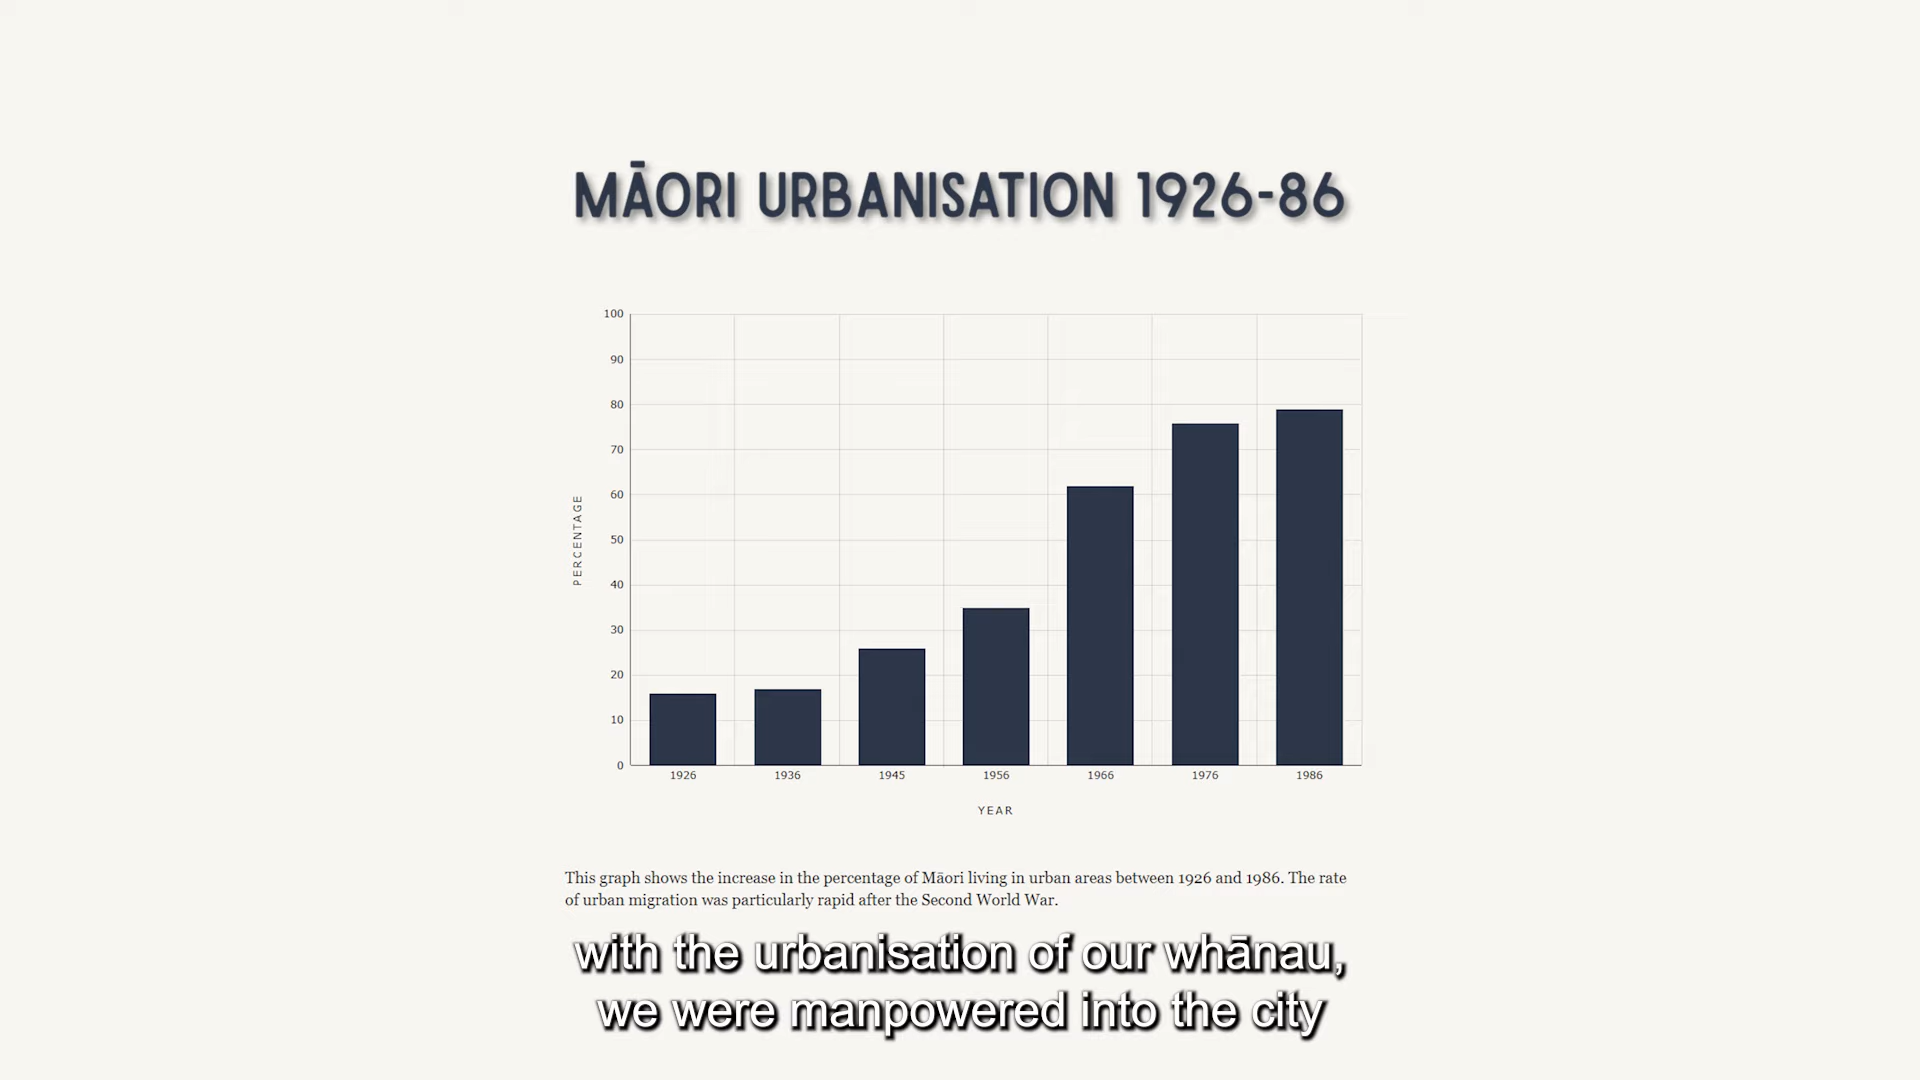 MĀORI URBANISATION 1926-86
100
90
80
70
60
50
40
30
20
10
0
PERCENTAGE
1926 1936 1945 1956 1966 1976 1986
YEAR
This graph shows the increase in the percentage of Māori living in urban areas between 1926 and 1986. The rate
of urban migration was particularly rapid after the Second World War.
with the urbanisation of our whānau,
we were manpowered into the city